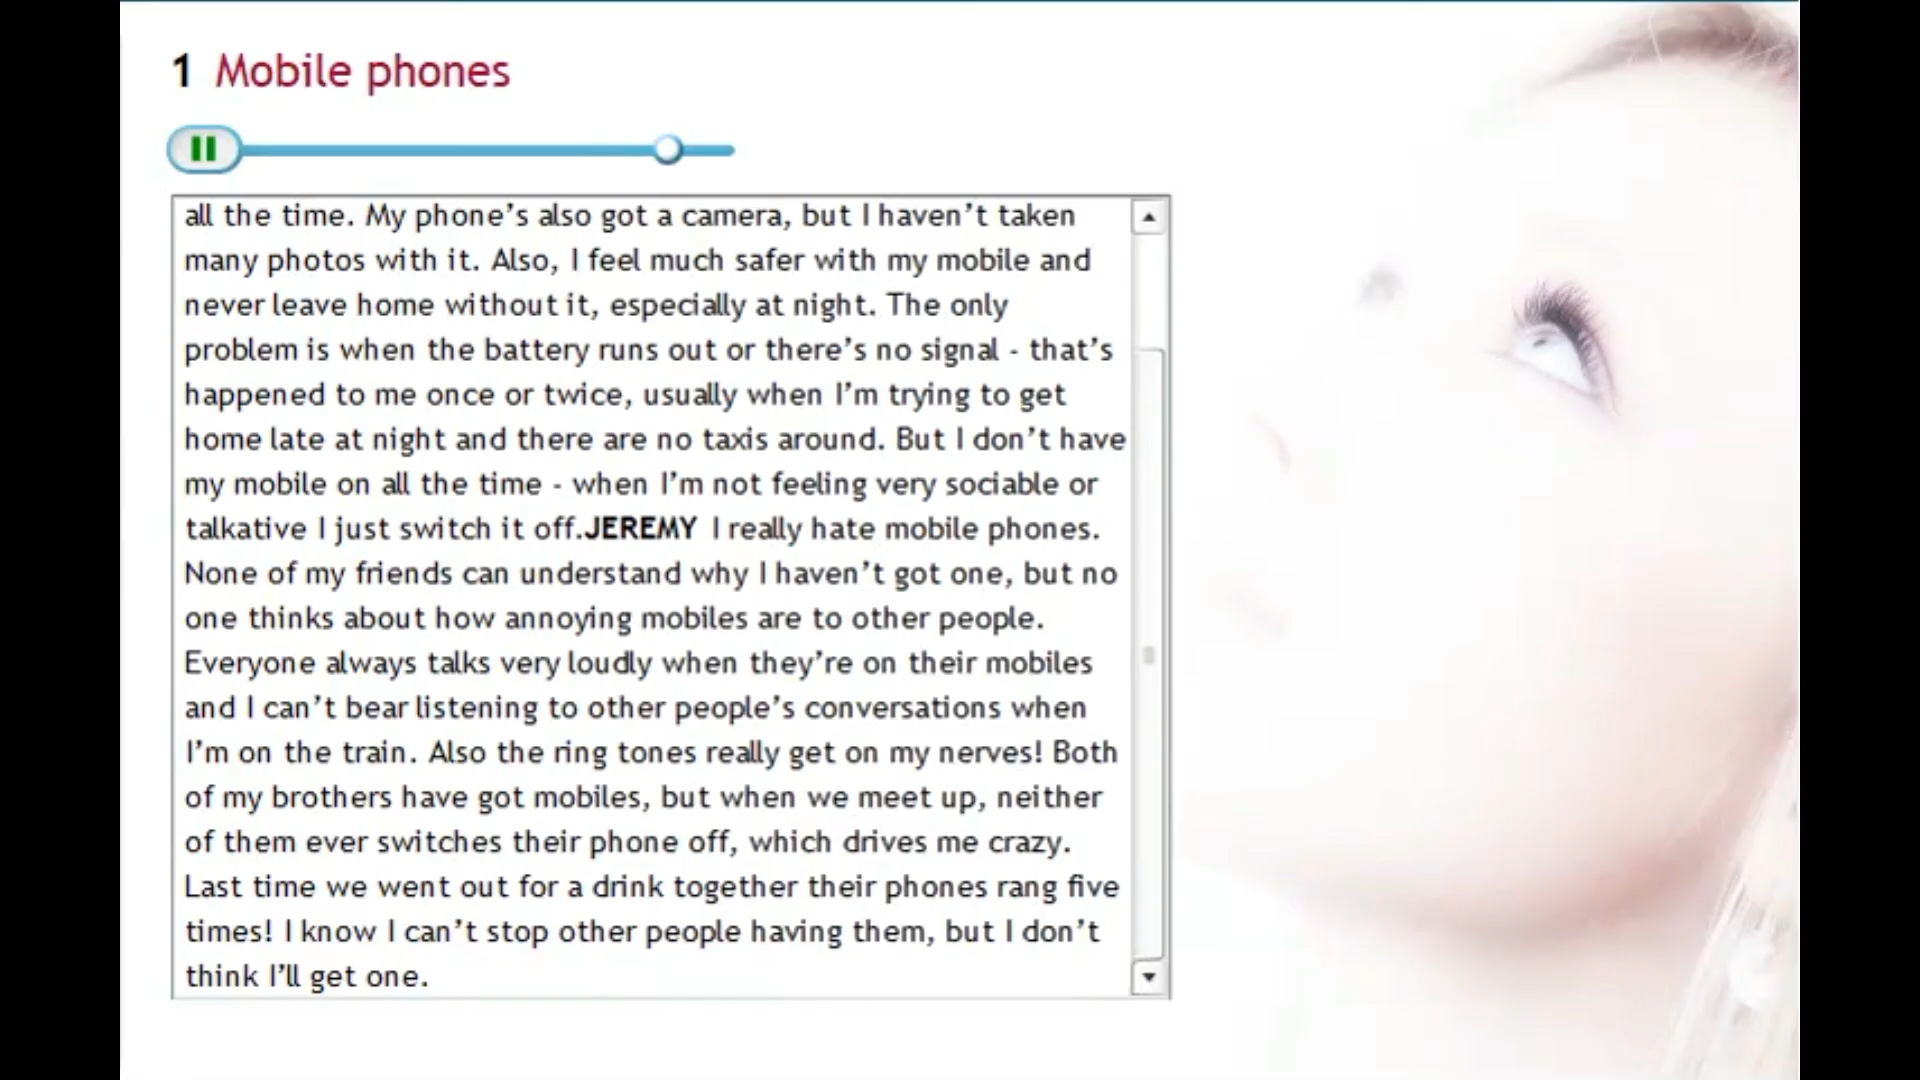 1 Mobile phones
all the time. My phone’s also got a camera, but I haven’t taken
many photos with it. Also, I feel much safer with my mobile and
never leave home without it, especially at night. The only
problem is when the battery runs out or there’s no signal - that’s
happened to me once or twice, usually when I’m trying to get
home late at night and there are no taxis around. But I don’t have
my mobile on all the time - when I’m not feeling very sociable or
talkative I just switch it off.JEREMY I really hate mobile phones.
None of my friends can understand why I haven’t got one, but no
one thinks about how annoying mobiles are to other people.
Everyone always talks very loudly when they’re on their mobiles
and I can’t bear listening to other people’s conversations when
I’m on the train. Also the ring tones really get on my nerves! Both
of my brothers have got mobiles, but when we meet up, neither
of them ever switches their phone off, which drives me crazy.
Last time we went out for a drink together their phones rang five
times! I know I can’t stop other people having them, but I don’t
think I’ll get one.